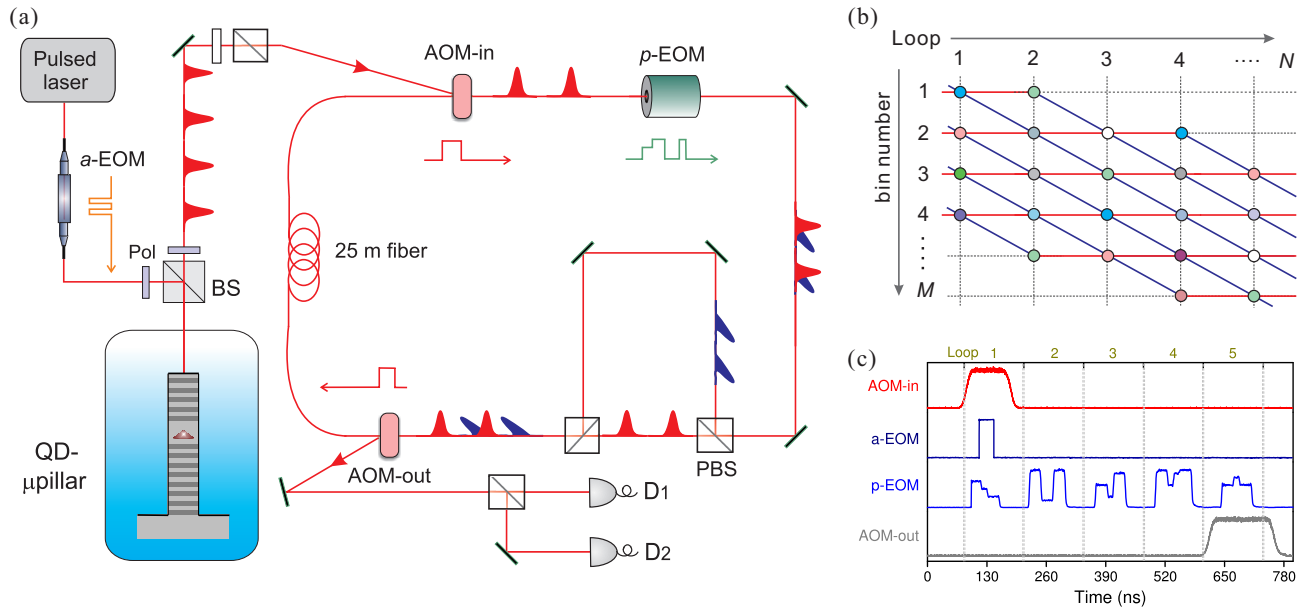 (a)
Pulsed
laser
a-EOM
Pol
BS
QD-
μpillar
AOM-in
p-EOM
25 m fiber
AOM-out
PBS
D1
D2
(b)
Loop
1 2 3 4 ···· N
bin number
1
2
3
4
····
M
(c)
Loop 1 2 3 4 5
AOM-in
a-EOM
p-EOM
AOM-out
0 130 260 390 520 650 780
Time (ns)